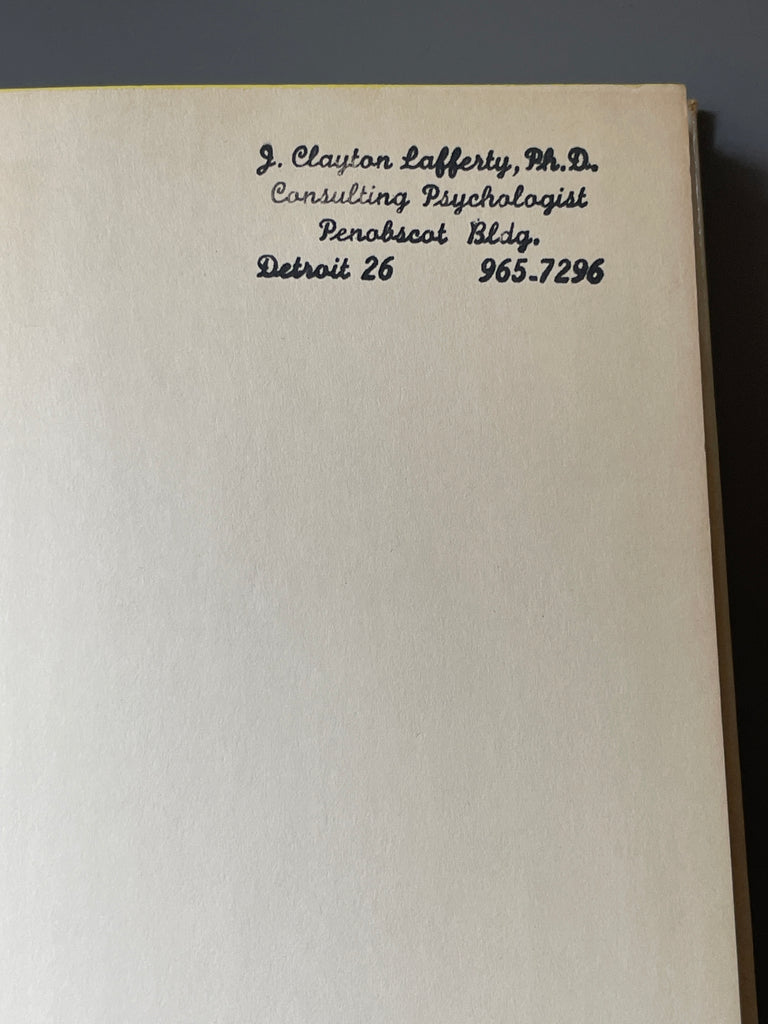 J. Clayton Lafferty, Ph.D.
Consulting Psychologist
Penobscot Bldg.
Detroit 26 965-7296